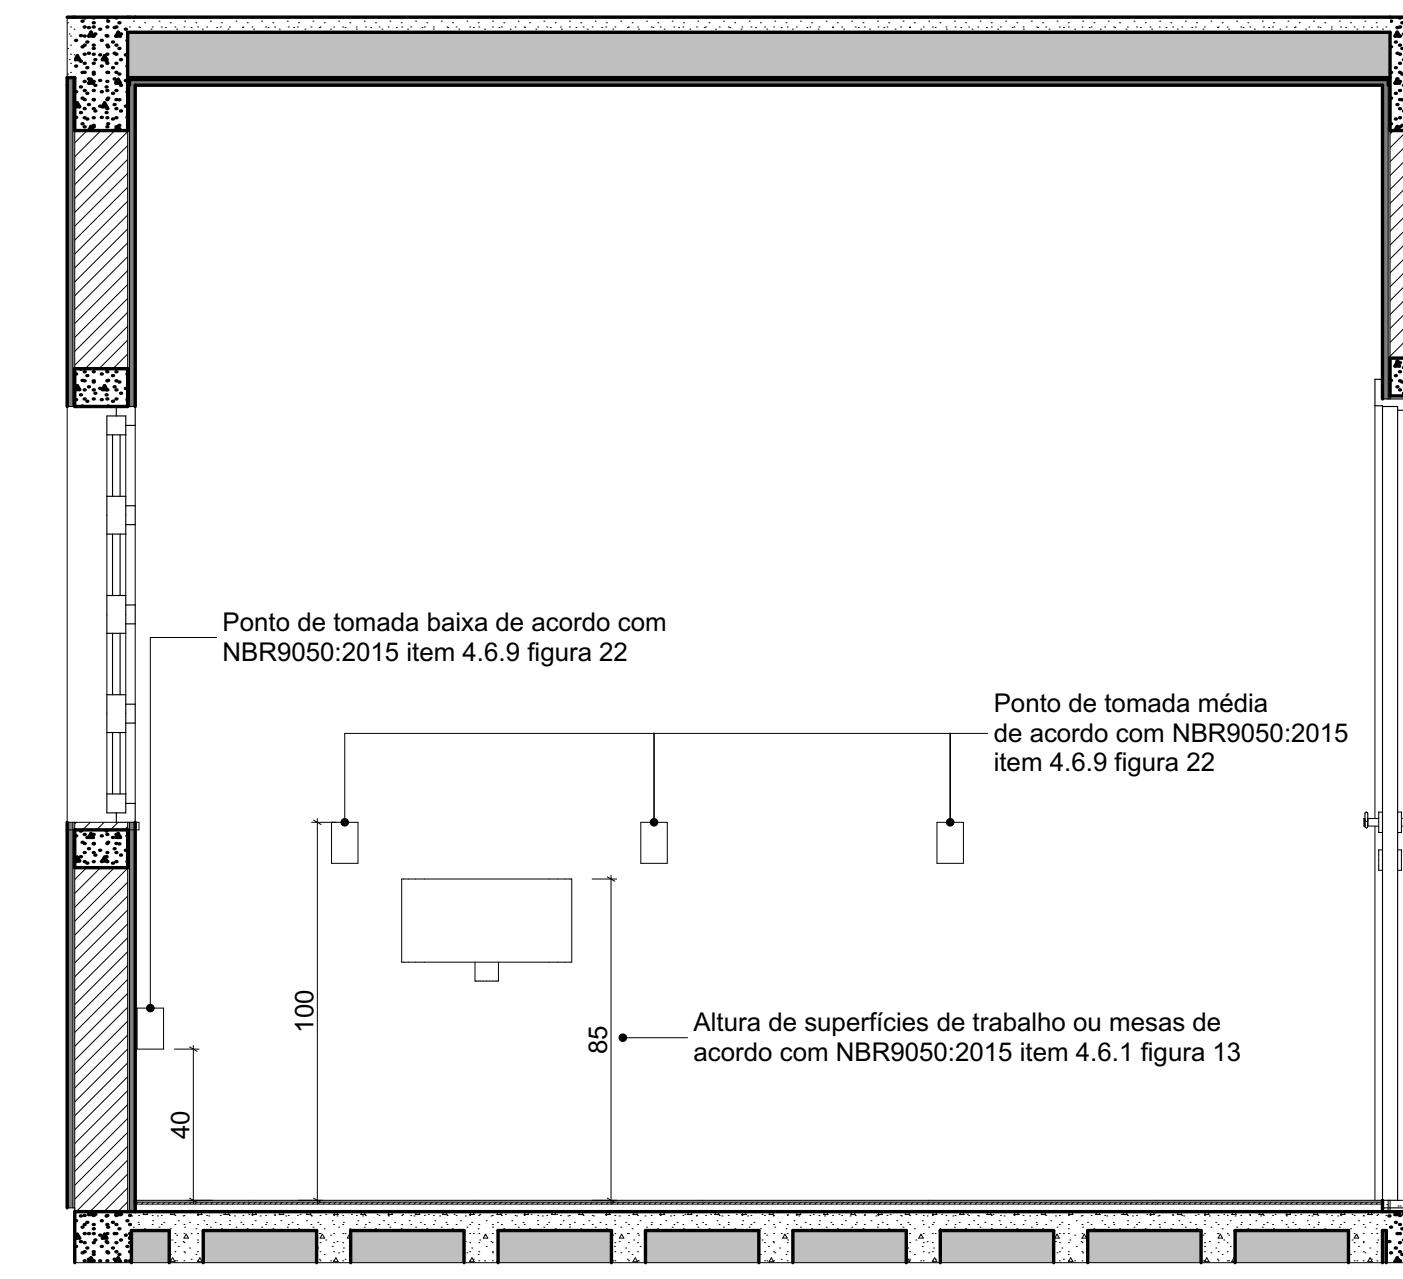 Ponto de tomada baixa de acordo com
NBR9050:2015 item 4.6.9 figura 22
Ponto de tomada média
de acordo com NBR9050:2015
item 4.6.9 figura 22
100
85
Altura de superfícies de trabalho ou mesas de
acordo com NBR9050:2015 item 4.6.1 figura 13
40